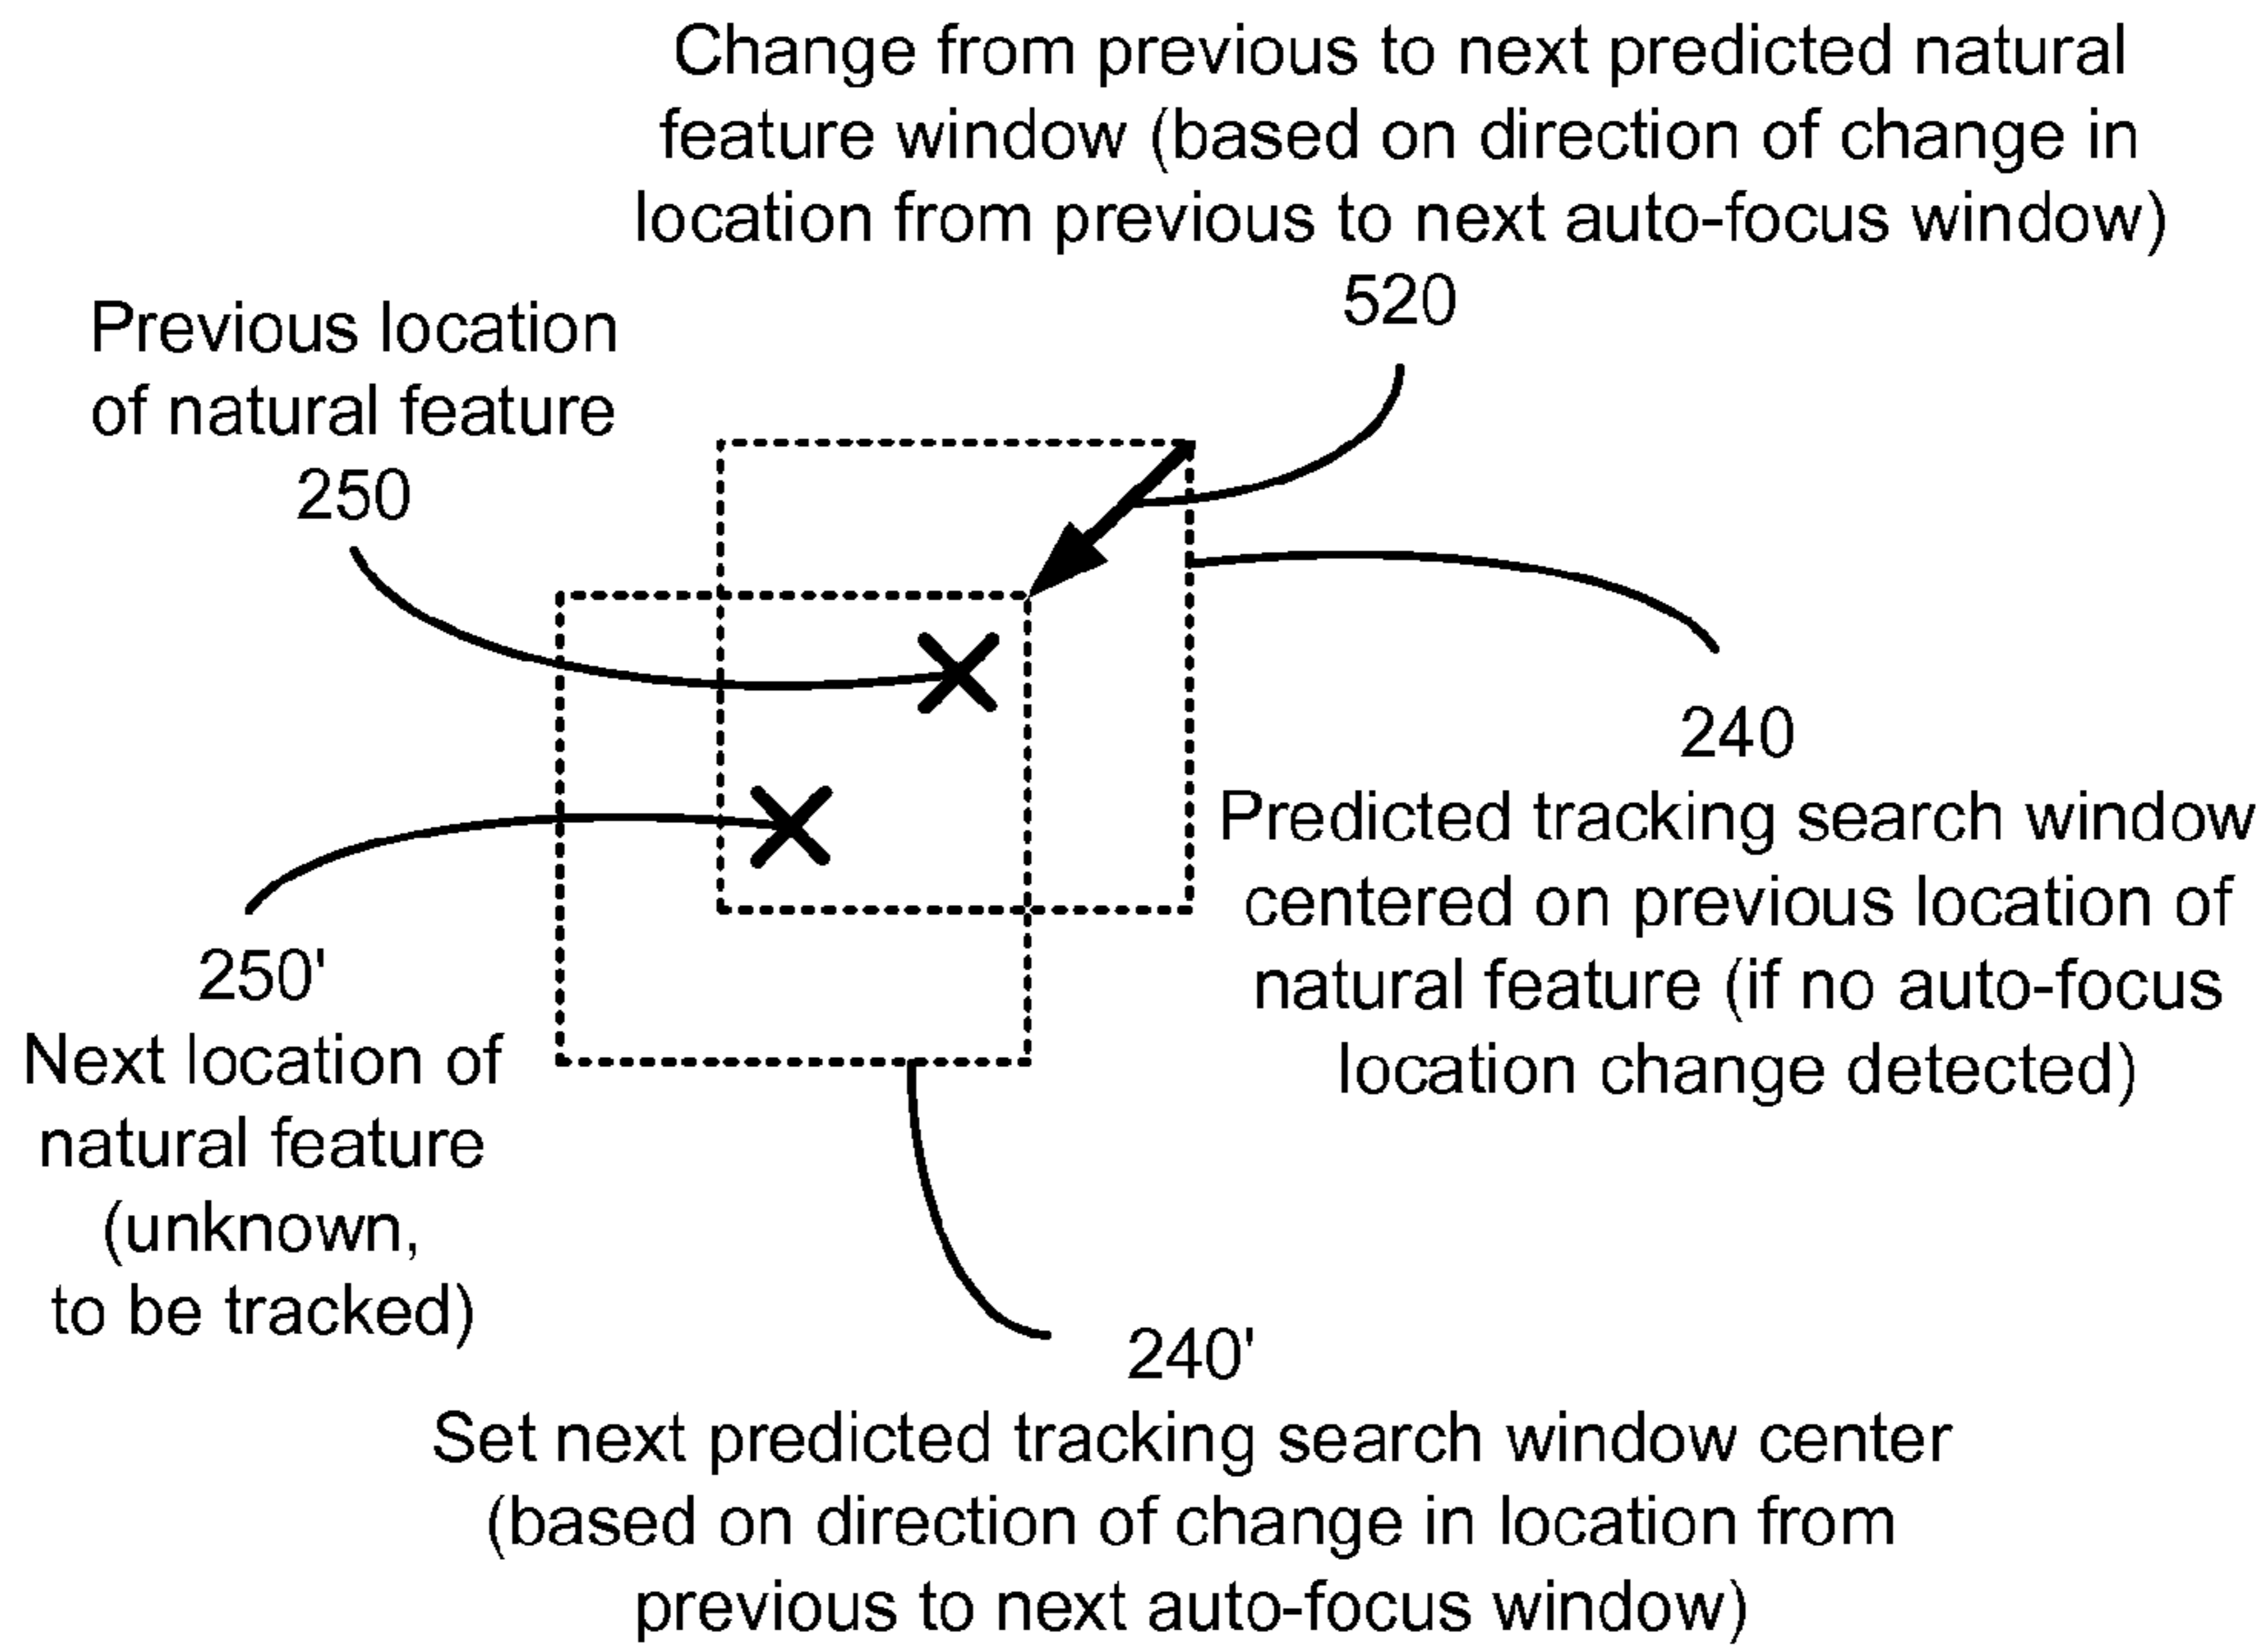 Change from previous to next predicted natural
feature window (based on direction of change in
location from previous to next auto-focus window)
520
Previous location
of natural feature
250
240
Predicted tracking search window
centered on previous location of
natural feature (if no auto-focus
location change detected)
250'
Next location of
natural feature
(unknown,
to be tracked)
240'
Set next predicted tracking search window center
(based on direction of change in location from
previous to next auto-focus window)